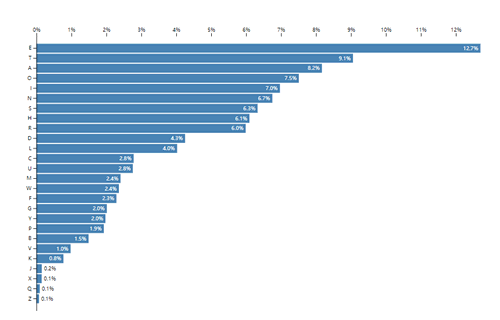 0% 1% 2% 3% 4% 5% 6% 7% 8% 9% 10% 11% 12%
E 12.7%
T 9.1%
A 8.2%
O 7.5%
I 7.0%
N 6.7%
S 6.3%
H 6.1%
R 6.0%
D 4.3%
L 4.0%
C 2.8%
U 2.8%
M 2.4%
W 2.4%
F 2.3%
G 2.0%
Y 2.0%
P 1.9%
B 1.5%
V 1.0%
K 0.8%
J 0.2%
X 0.1%
Q 0.1%
Z 0.1%